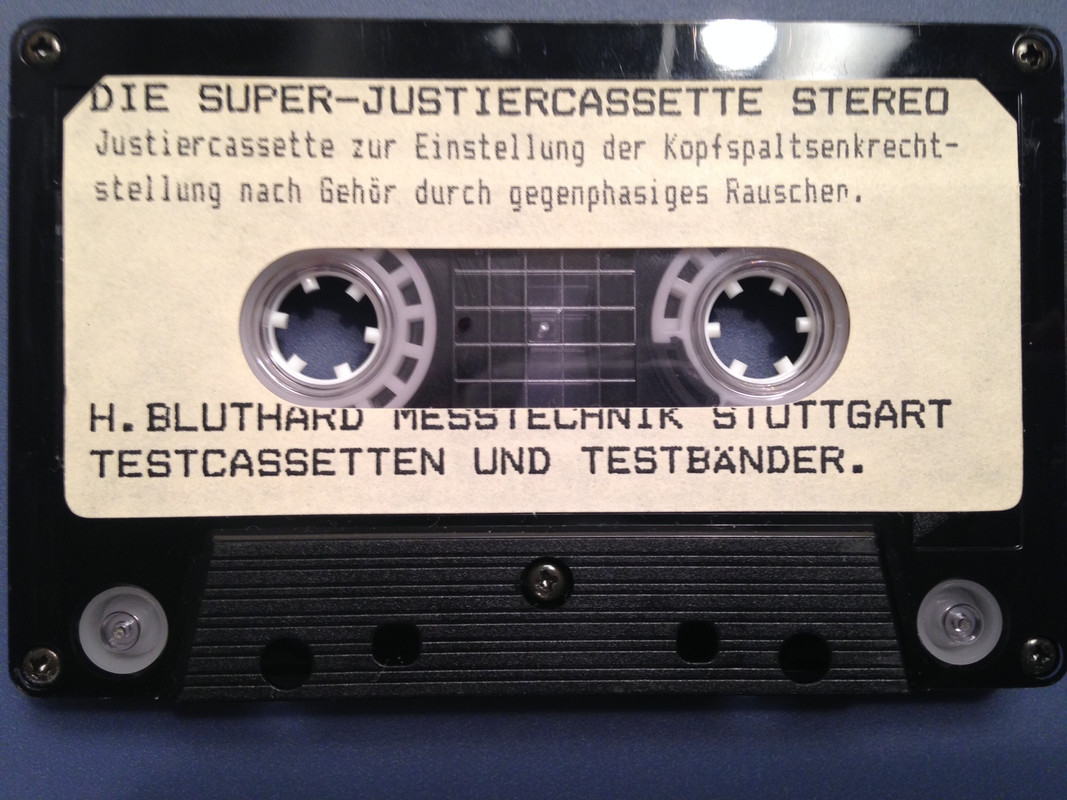 DIE SUPER-JUSTIERCASSETTE STEREO
Justiercassette zur Einstellung der Kopfspaltsenkrecht-
stellung nach Gehör durch gegenphasiges Rauschen.
H.BLUTHARD MESSTECHNIK STUTTGART
TESTCASSETTEN UND TESTBÄNDER.